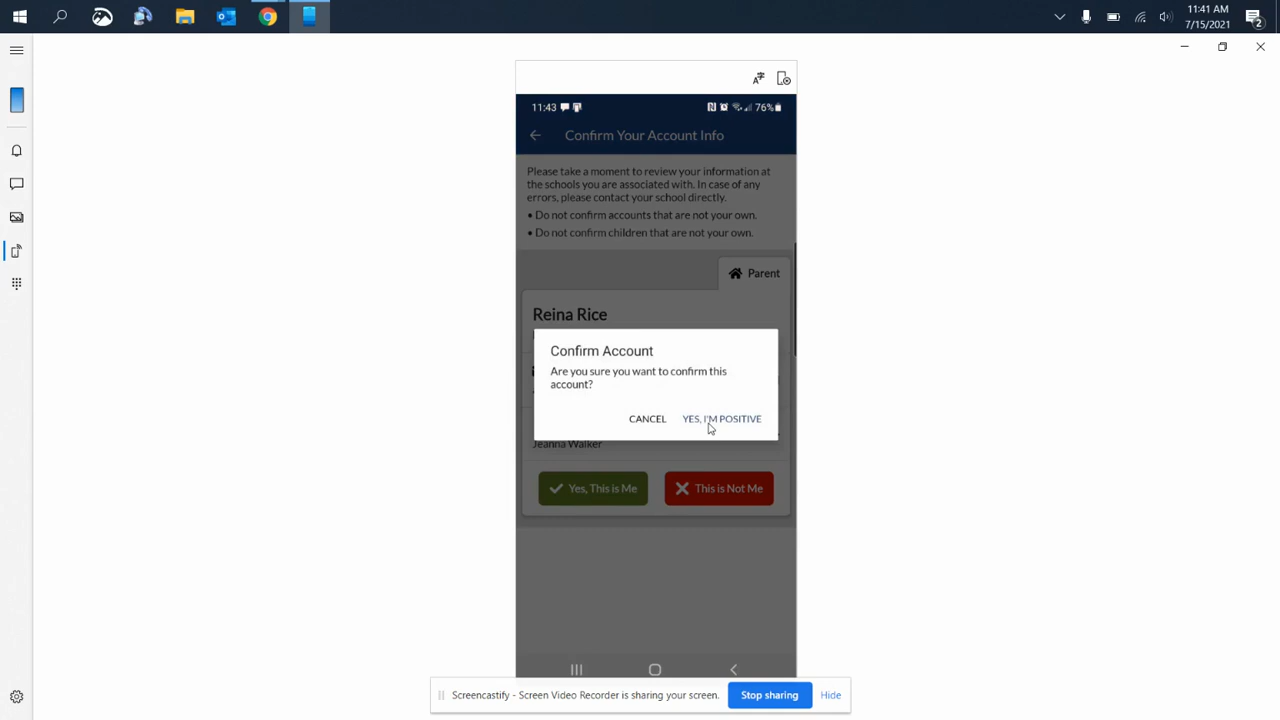 11:41 AM
7/15/2021
2
11:43
76%
Confirm Your Account Info
Please take a moment to review your information at
the schools you are associated with. In case of any
errors, please contact your school directly.
• Do not confirm accounts that are not your own.
• Do not confirm children that are not your own.
Parent
Reina Rice
Confirm Account
Are you sure you want to confirm this
account?
CANCEL
YES, I'M POSITIVE
Jeanna Walker
Yes, This is Me
This is Not Me
Screencastify - Screen Video Recorder is sharing your screen.
Stop sharing
Hide